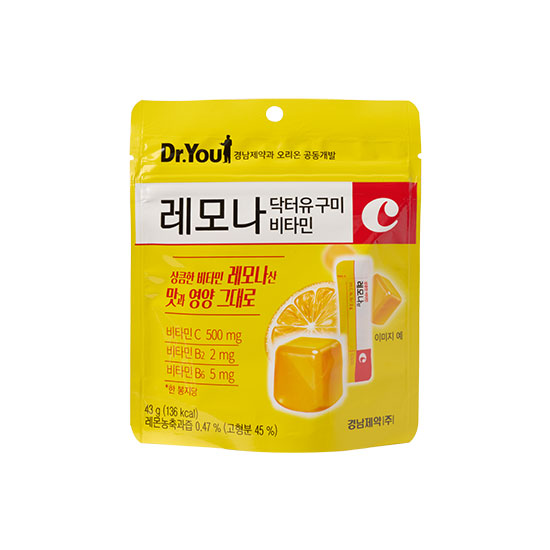 Dr.You 경남제약과 오리온 공동개발
레모나 닥터유 구미
비타민
C
상큼한 비타민 레모나산
맛과 영양 그대로
비타민 C 500 mg
비타민 B2 2 mg
비타민 B6 5 mg
*한 봉지당
레모나산
C
이미지 예
43 g (136 kcal)
레몬농축과즙 0.47 % (고형분 45 %)
경남제약(주)